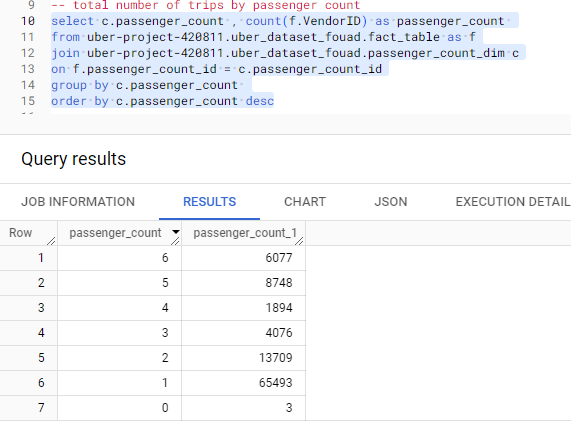 9 -- total number of trips by passenger count
10 select c.passenger_count , count(f.VendorID) as passenger_count
11 from uber-project-420811.uber_dataset_fouad.fact_table as f
12 join uber-project-420811.uber_dataset_fouad.passenger_count_dim c
13 on f.passenger_count_id = c.passenger_count_id
14 group by c.passenger_count
15 order by c.passenger_count desc
Query results
JOB INFORMATION RESULTS CHART JSON EXECUTION DETAIL
Row passenger_count passenger_count_1
1 6 6077
2 5 8748
3 4 1894
4 3 4076
5 2 13709
6 1 65493
7 0 3